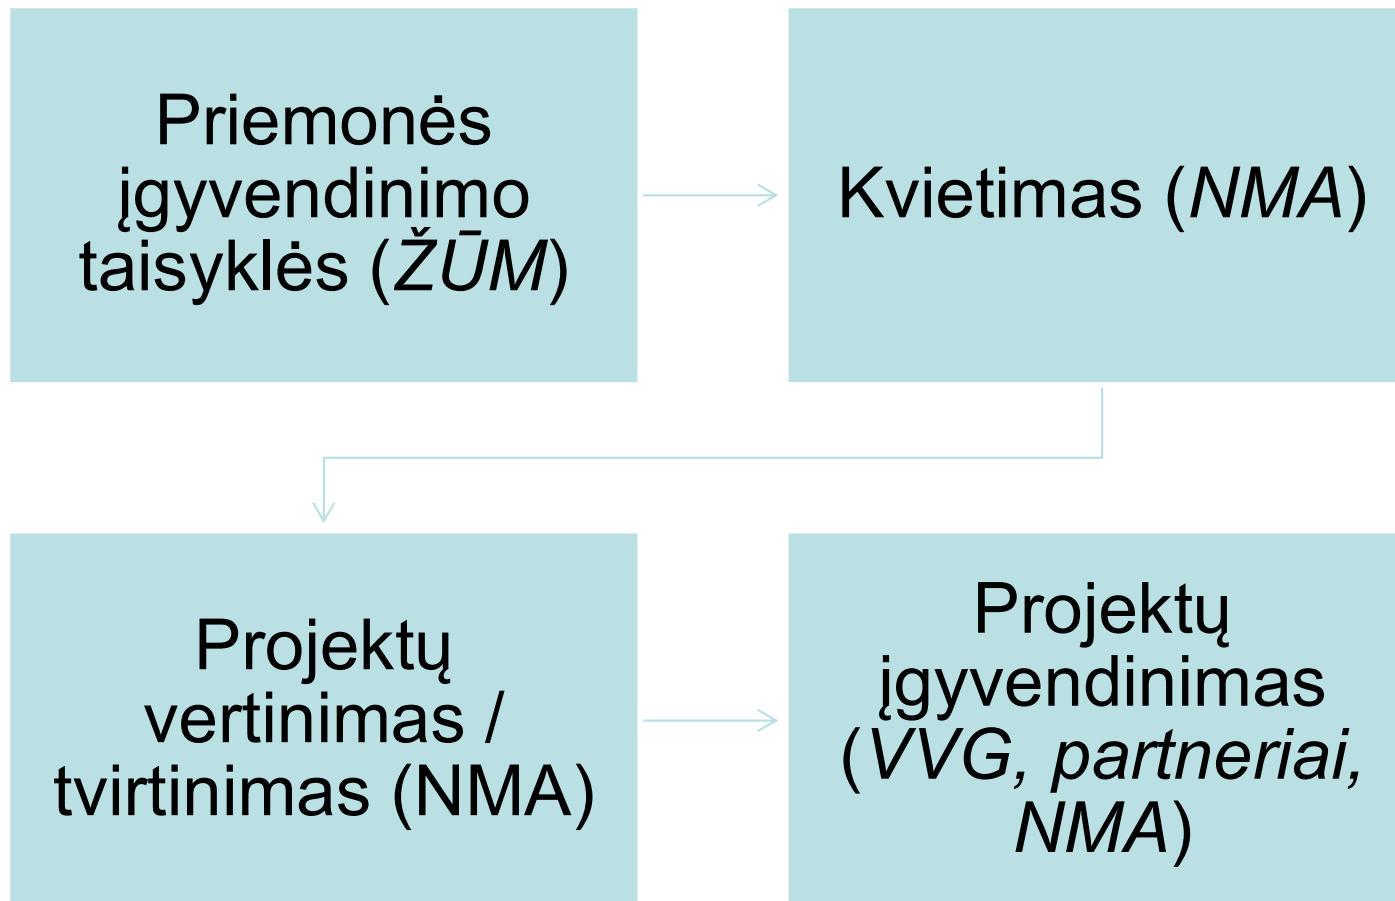 Priemonės
įgyvendinimo
taisyklės (ŽŪM)
Kvietimas (NMA)
Projektų
vertinimas /
tvirtinimas (NMA)
Projektų
įgyvendinimas
(VVG, partneriai,
NMA)